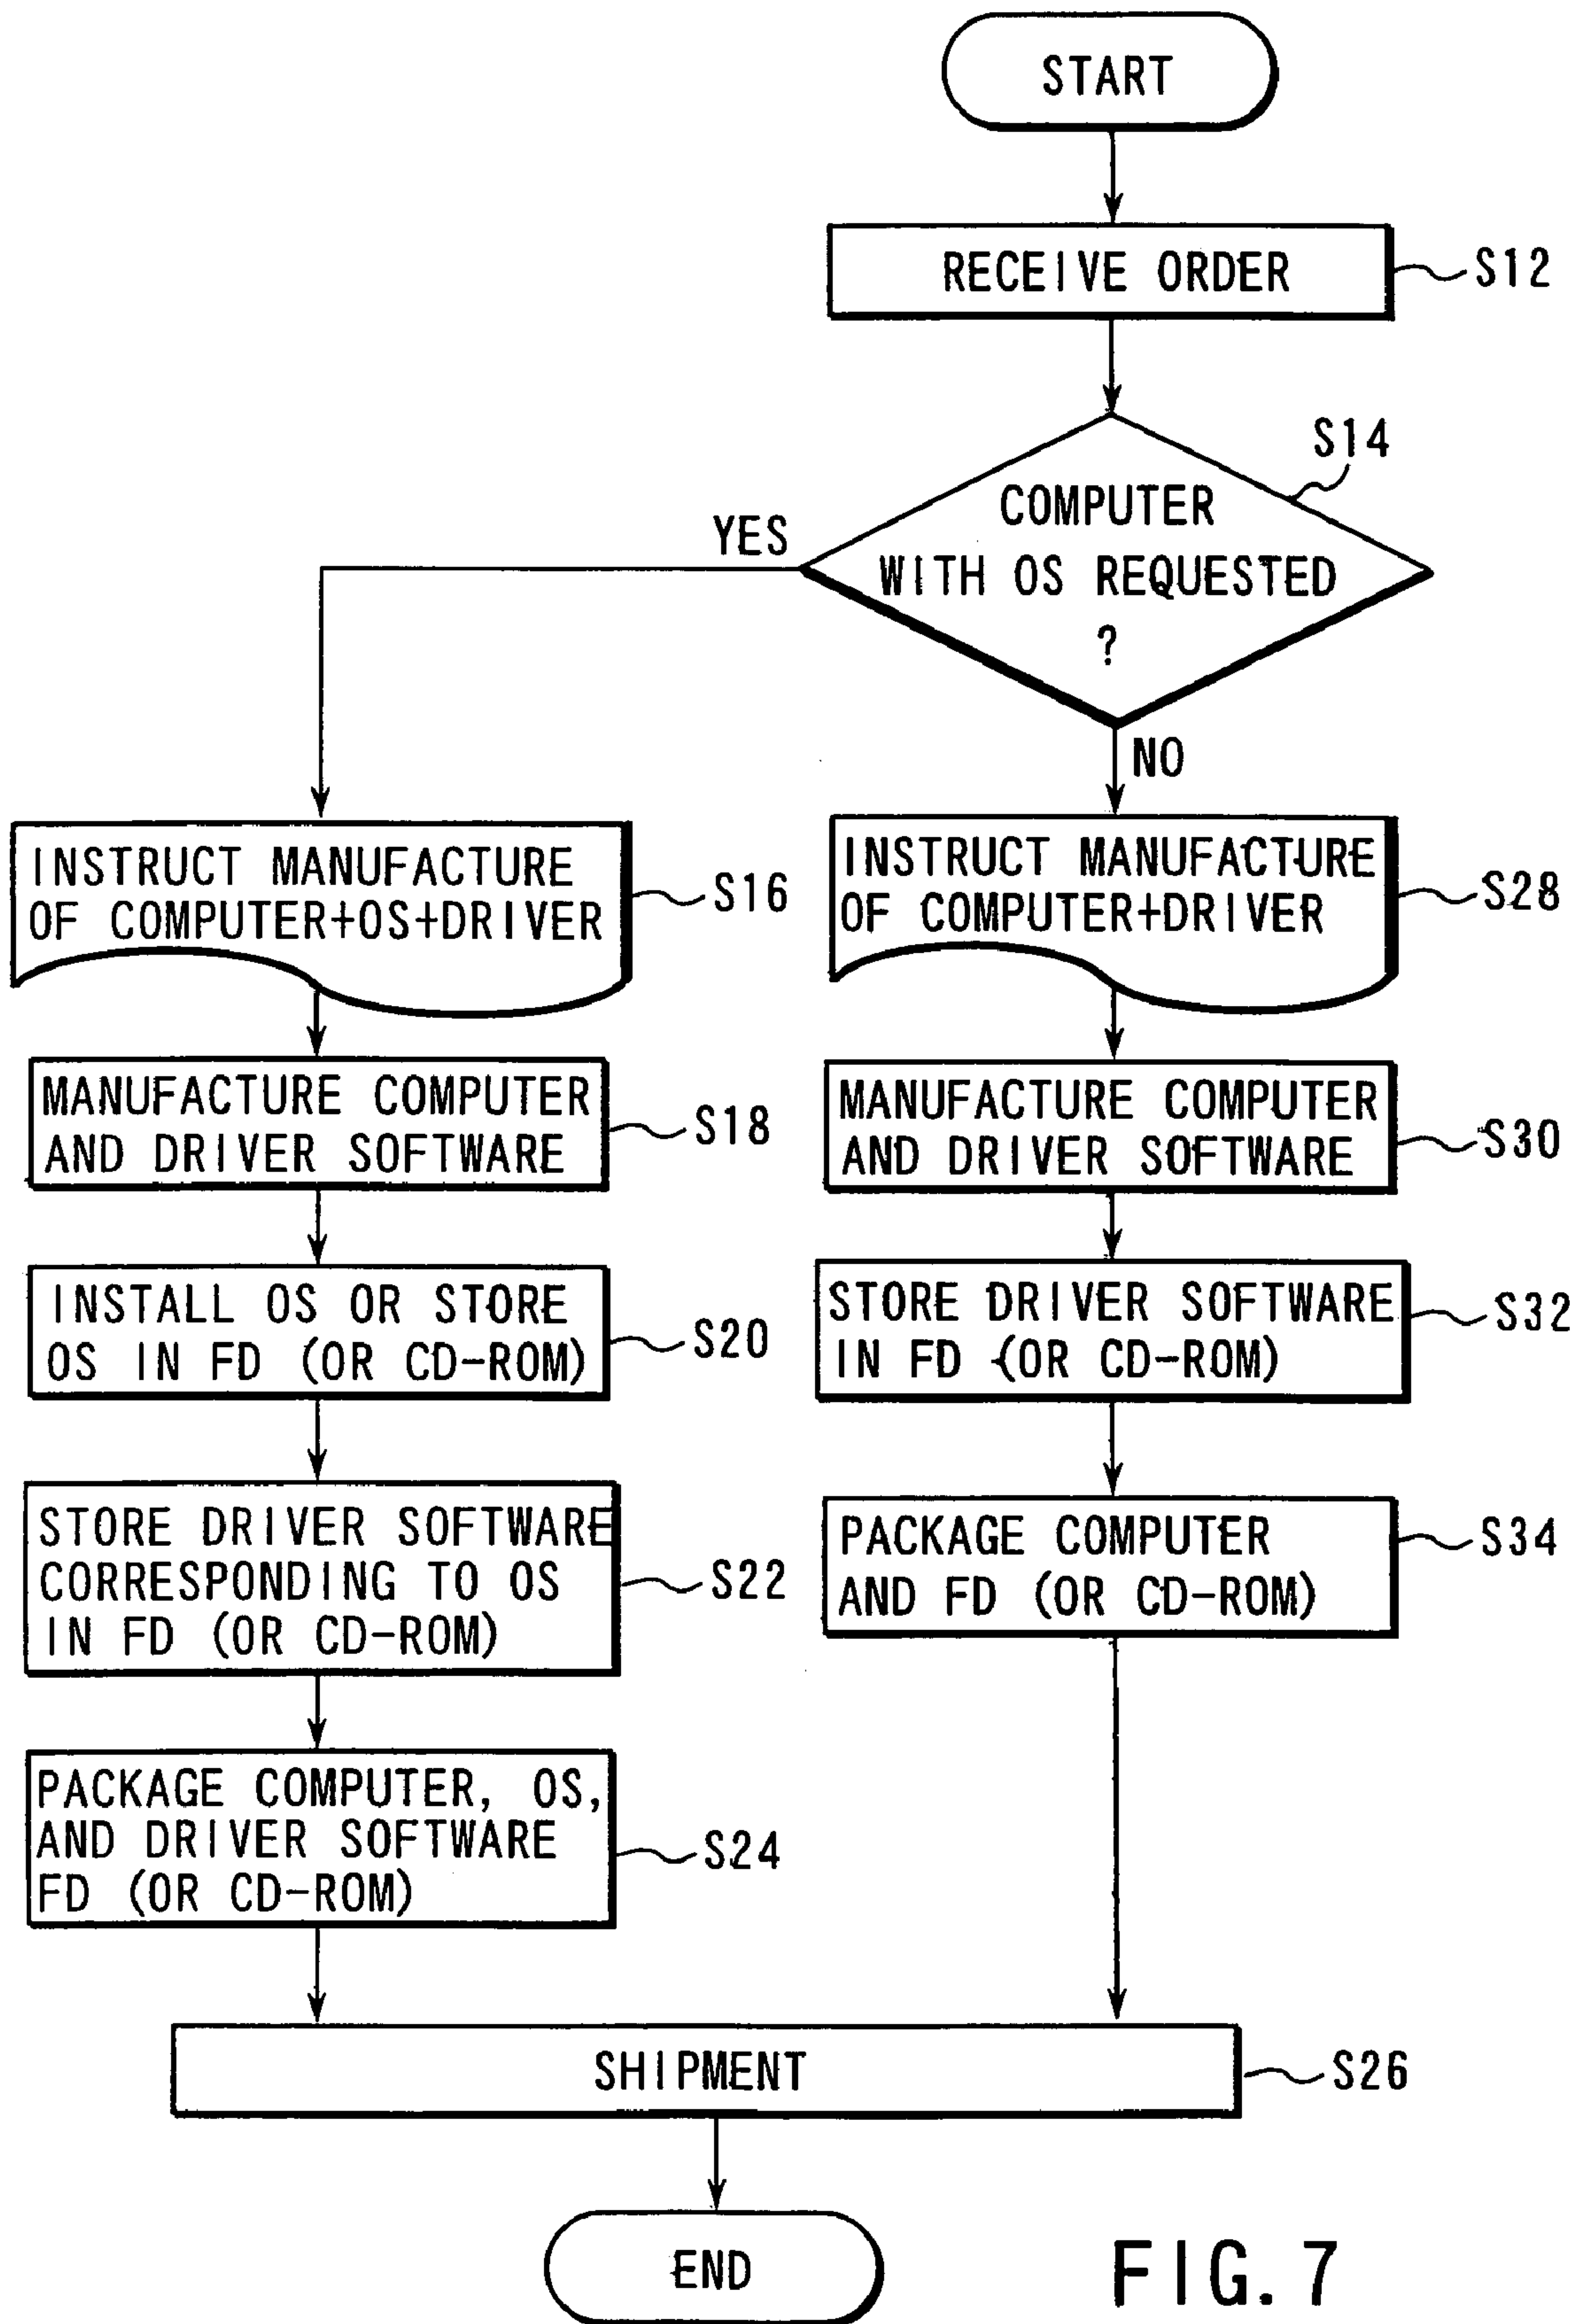 START
RECEIVE ORDER
S12
S14
COMPUTER
WITH OS REQUESTED
?
YES
NO
INSTRUCT MANUFACTURE
OF COMPUTER+OS+DRIVER
S16
MANUFACTURE COMPUTER
AND DRIVER SOFTWARE
S18
INSTALL OS OR STORE
OS IN FD (OR CD-ROM)
S20
STORE DRIVER SOFTWARE
CORRESPONDING TO OS
IN FD (OR CD-ROM)
S22
PACKAGE COMPUTER, OS,
AND DRIVER SOFTWARE
FD (OR CD-ROM)
S24
INSTRUCT MANUFACTURE
OF COMPUTER+DRIVER
S28
MANUFACTURE COMPUTER
AND DRIVER SOFTWARE
S30
STORE DRIVER SOFTWARE
IN FD (OR CD-ROM)
S32
PACKAGE COMPUTER
AND FD (OR CD-ROM)
S34
SHIPMENT
S26
END
FIG. 7